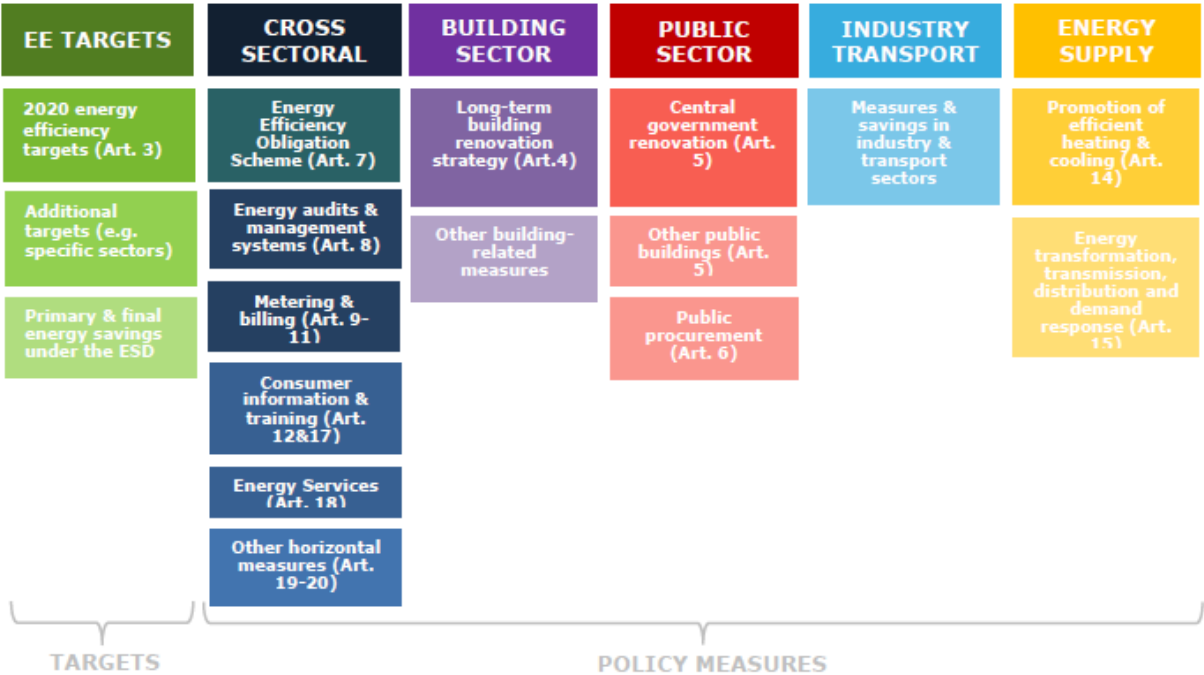 EE TARGETS
CROSS
SECTORAL
BUILDING
SECTOR
PUBLIC
SECTOR
INDUSTRY
TRANSPORT
ENERGY
SUPPLY
2020 energy
efficiency
targets (Art. 3)
Additional
targets (e.g.
specific sectors)
Primary & final
energy savings
under the ESD
Energy
Efficiency
Obligation
Scheme (Art. 7)
Energy audits &
management
systems (Art. 8)
Metering &
billing (Art. 9-
11)
Consumer
information &
training (Art.
12&17)
Energy Services
(Art. 18)
Other horizontal
measures (Art.
19-20)
Long-term
building
renovation
strategy (Art.4)
Other building-
related
measures
Central
government
renovation (Art.
5)
Other public
buildings (Art.
5)
Public
procurement
(Art. 6)
Measures &
savings in
industry &
transport
sectors
Promotion of
efficient
heating &
cooling (Art.
14)
Energy
transformation,
transmission,
distribution and
demand
response (Art.
15)
TARGETS
POLICY MEASURES